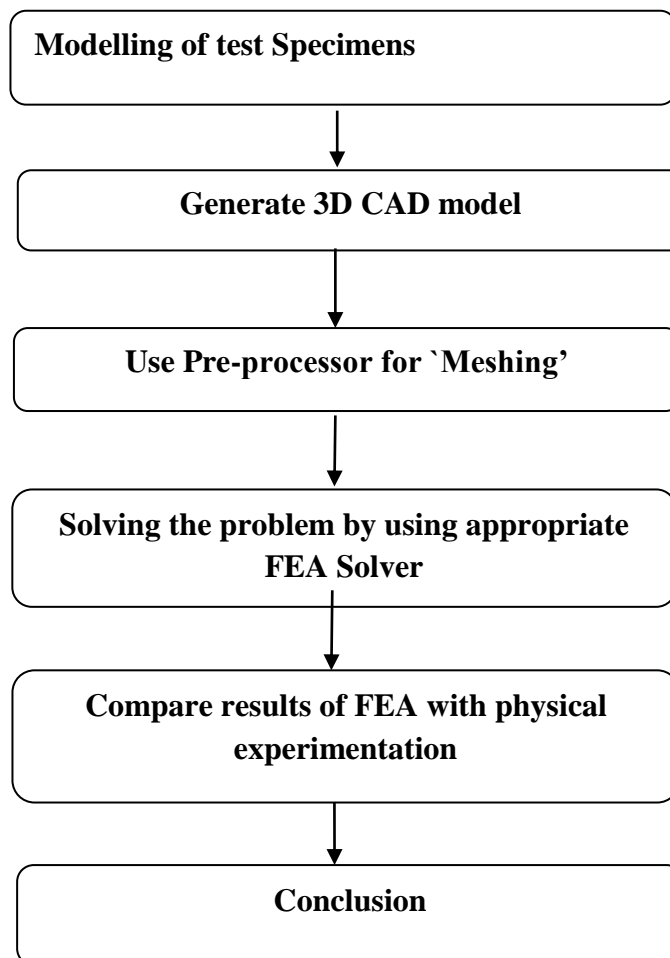 Modelling of test Specimens
Generate 3D CAD model
Use Pre-processor for `Meshing’
Solving the problem by using appropriate
FEA Solver
Compare results of FEA with physical
experimentation
Conclusion